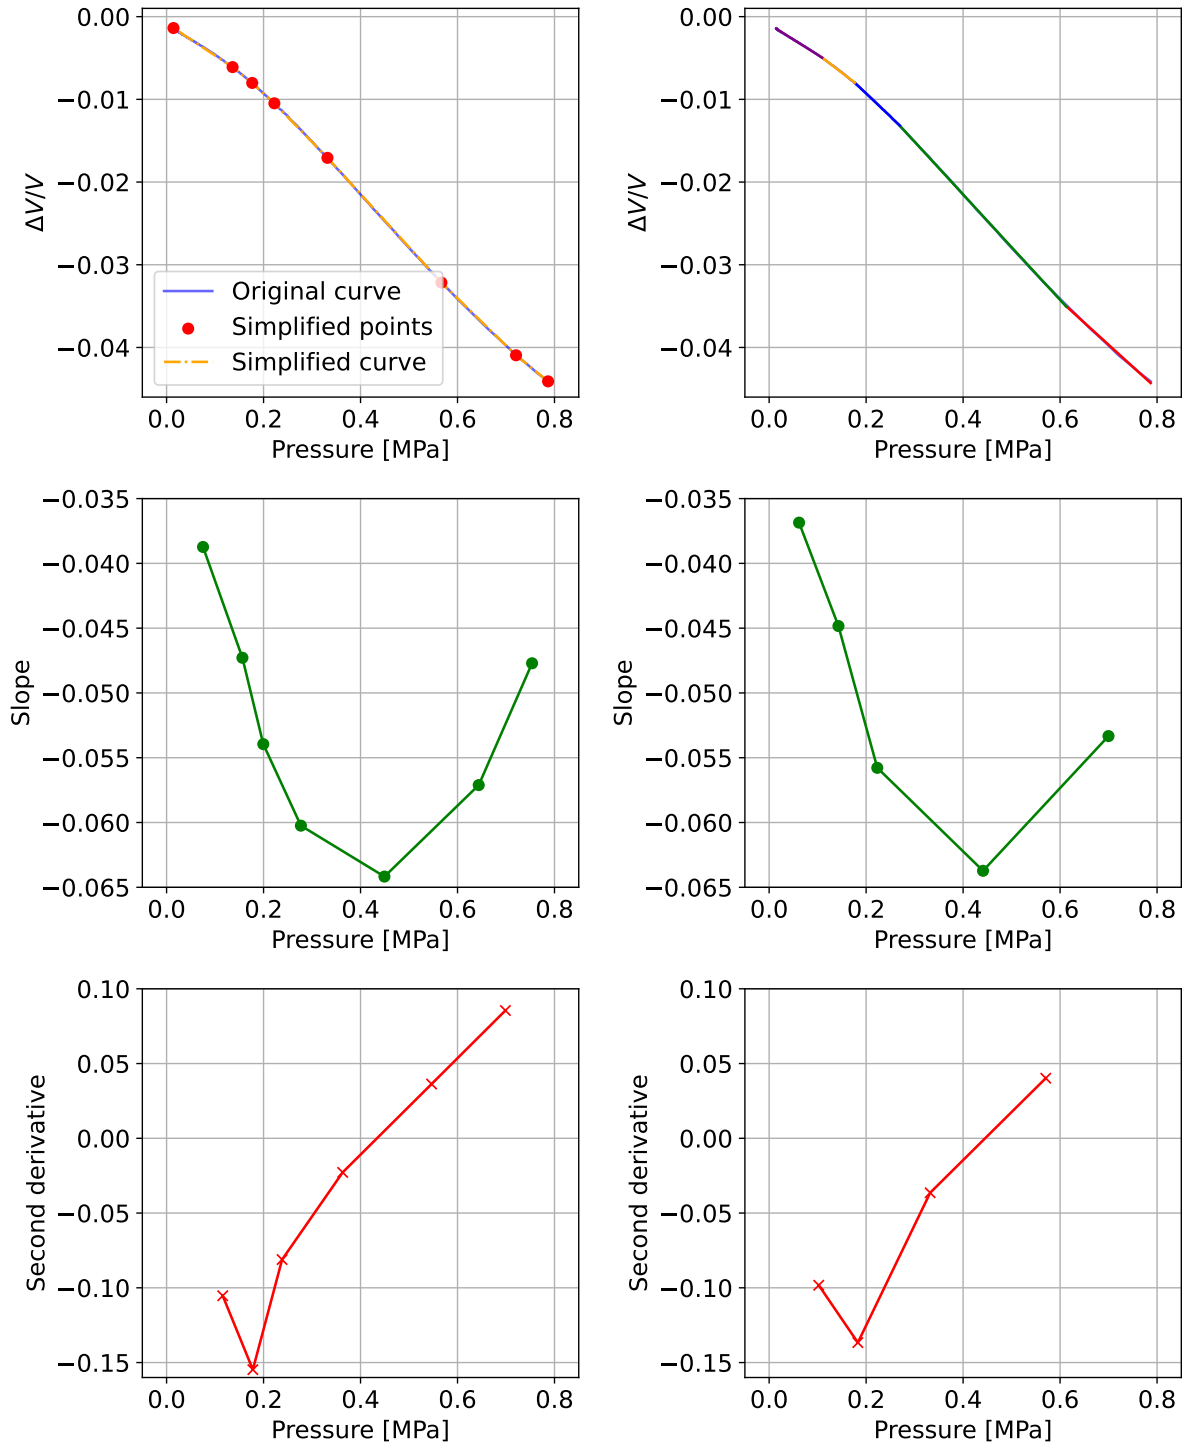 0.00
−0.01
−0.02
−0.03
−0.04
ΔV/V
Original curve
Simplified points
Simplified curve
0.0 0.2 0.4 0.6 0.8
Pressure [MPa]
0.00
−0.01
−0.02
−0.03
−0.04
ΔV/V
0.0 0.2 0.4 0.6 0.8
Pressure [MPa]
−0.035
−0.040
−0.045
−0.050
−0.055
−0.060
−0.065
Slope
0.0 0.2 0.4 0.6 0.8
Pressure [MPa]
−0.035
−0.040
−0.045
−0.050
−0.055
−0.060
−0.065
Slope
0.0 0.2 0.4 0.6 0.8
Pressure [MPa]
0.10
0.05
0.00
−0.05
−0.10
−0.15
Second derivative
0.0 0.2 0.4 0.6 0.8
Pressure [MPa]
0.10
0.05
0.00
−0.05
−0.10
−0.15
Second derivative
0.0 0.2 0.4 0.6 0.8
Pressure [MPa]